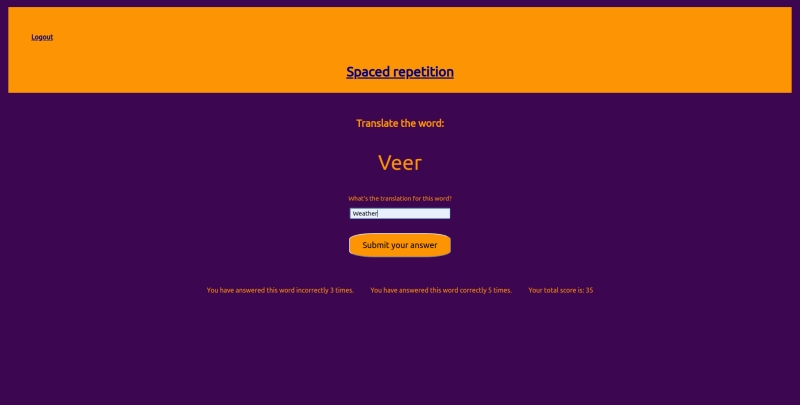 Logout
Spaced repetition
Translate the word:
Veer
What's the translation for this word?
Weather
Submit your answer
You have answered this word incorrectly 3 times. You have answered this word correctly 5 times. Your total score is: 35